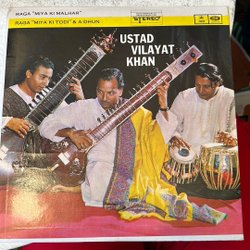 RAGA "MIYA KI MALHAR"
RAGA "MIYA KI TODI" & A DHUN
STEREO
USTAD
VILAYAT
KHAN